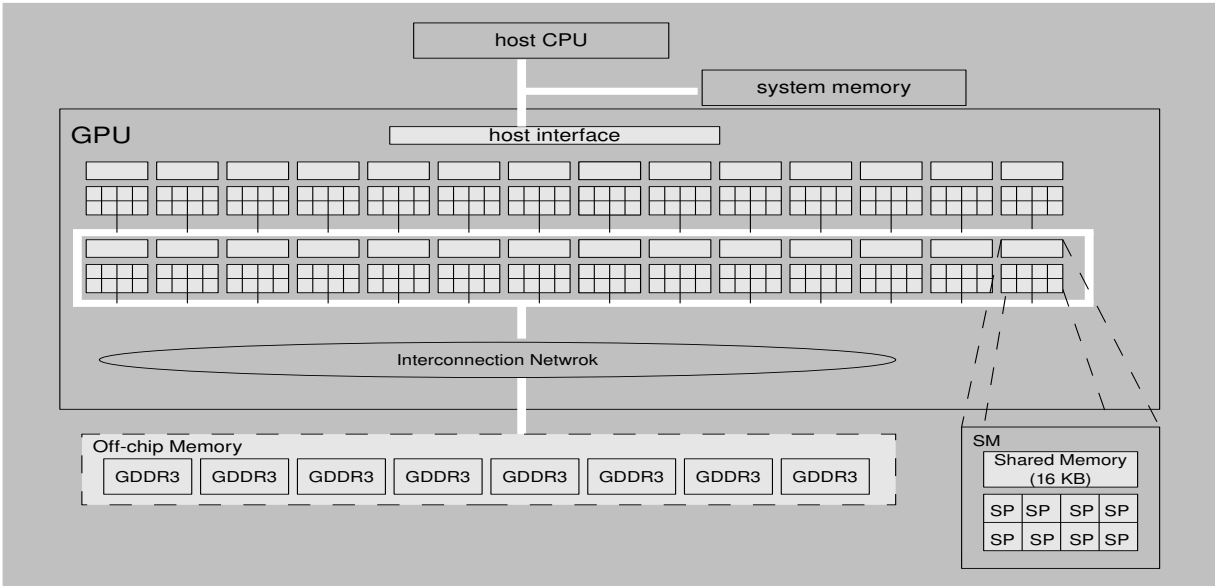 host CPU
system memory
GPU
host interface
Interconnection Netwrok
Off-chip Memory
GDDR3 GDDR3 GDDR3 GDDR3 GDDR3 GDDR3 GDDR3 GDDR3
SM
Shared Memory
(16 KB)
SP SP SP SP
SP SP SP SP